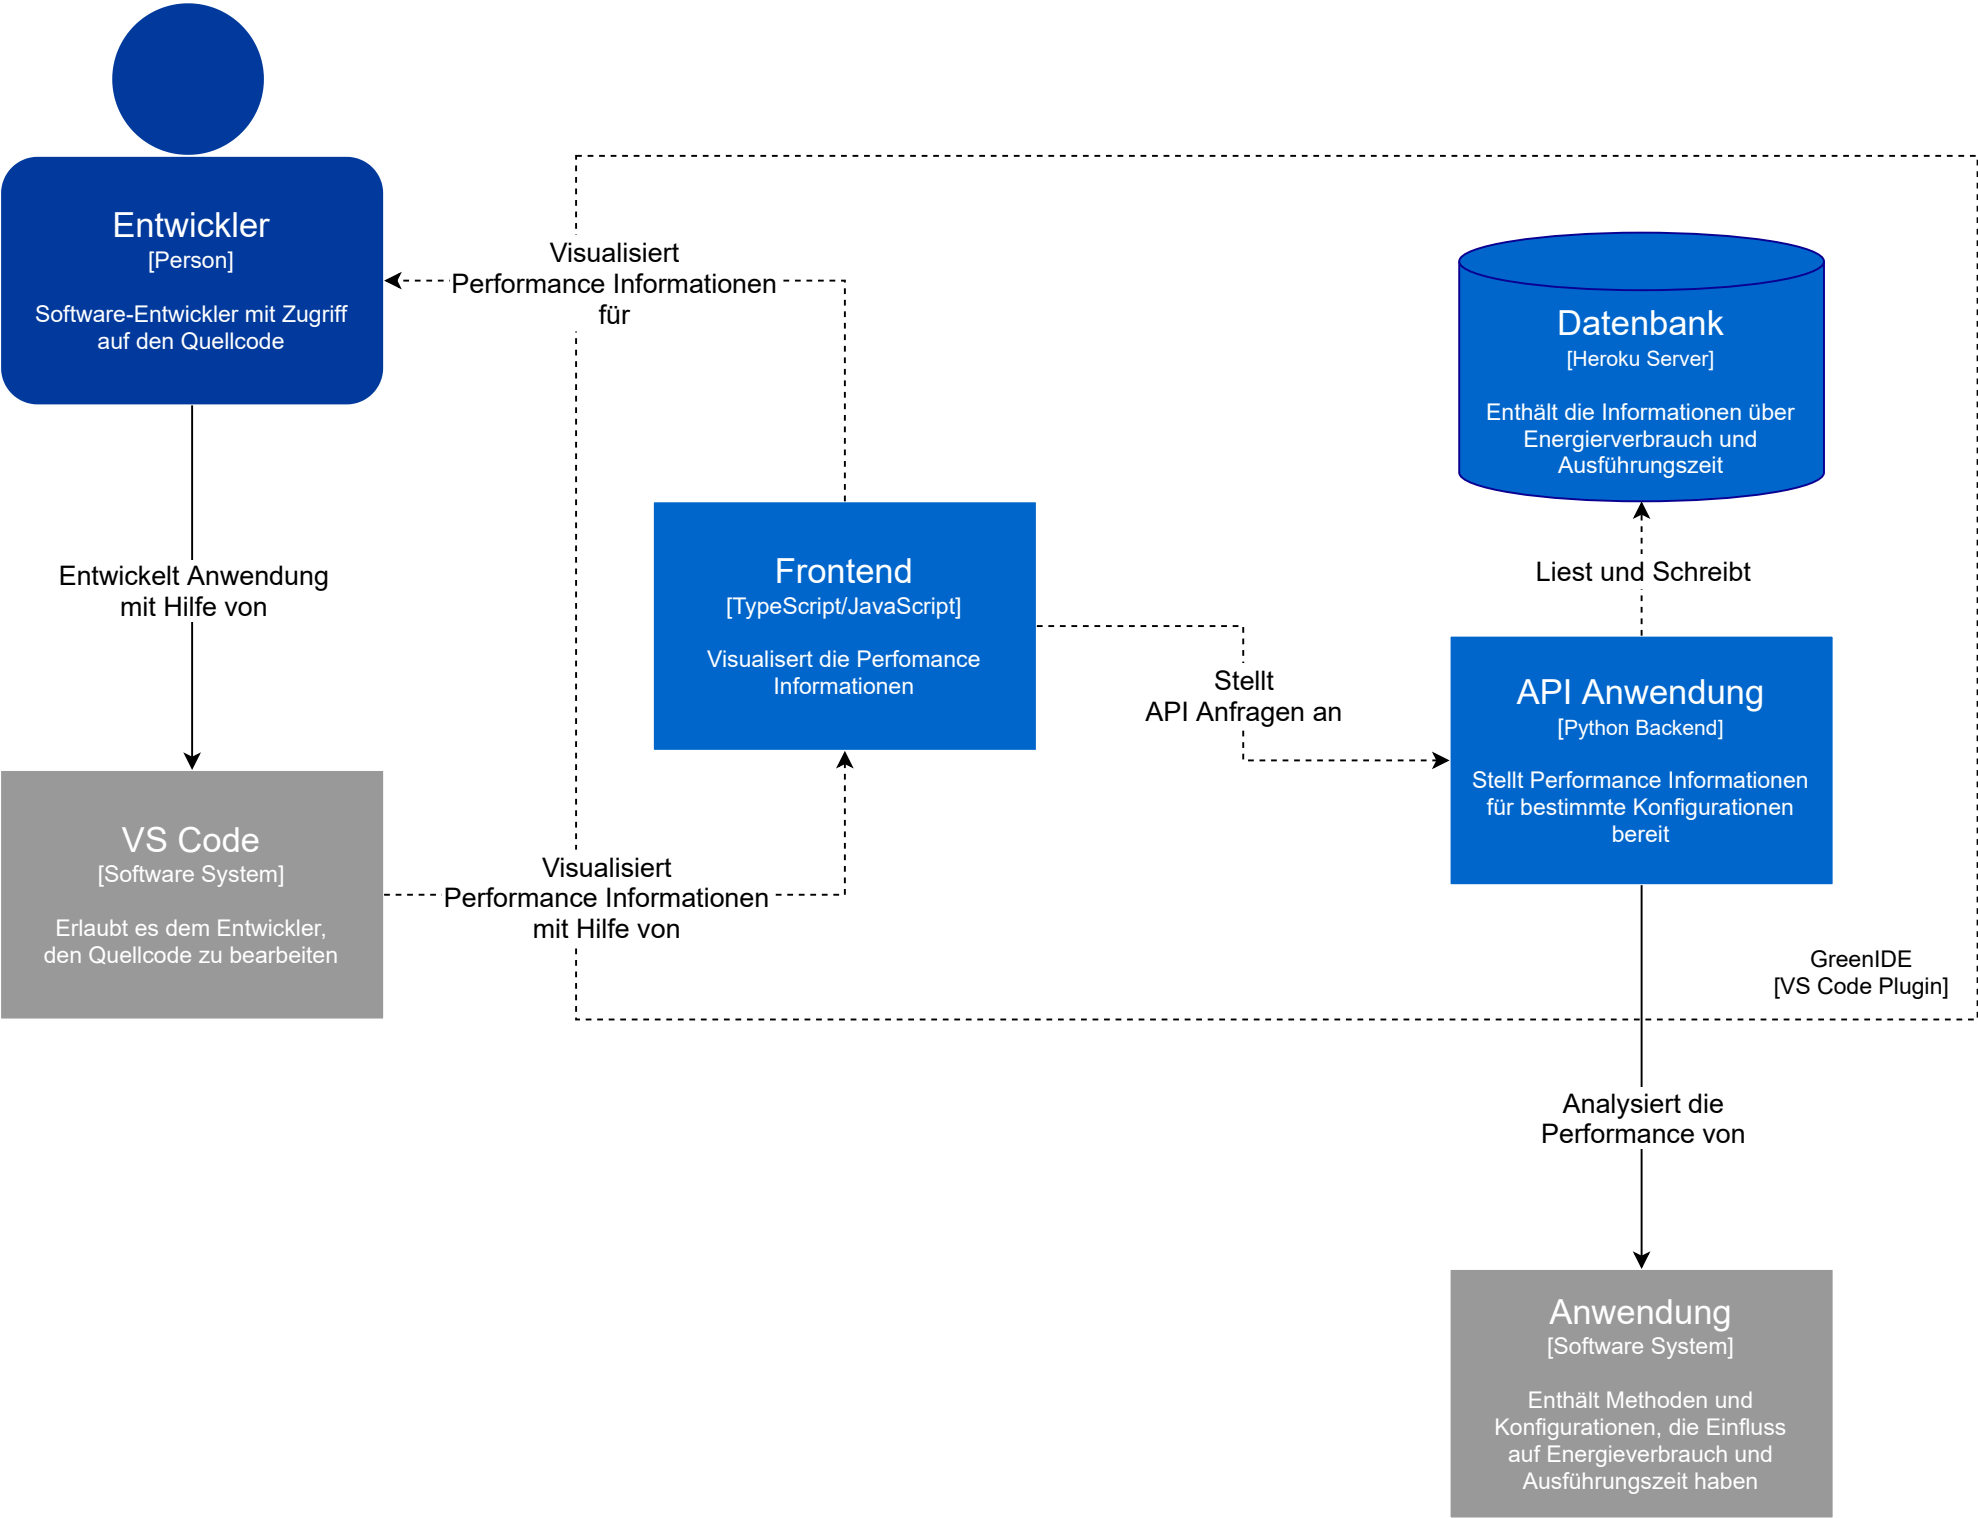 Entwickler
[Person]
Software-Entwickler mit Zugriff
auf den Quellcode
Visualisiert
Performance Informationen
für
Datenbank
[Heroku Server]
Enthält die Informationen über
Energierverbrauch und
Ausführungszeit
Entwickelt Anwendung
mit Hilfe von
Frontend
[TypeScript/JavaScript]
Visualisert die Perfomance
Informationen
Liest und Schreibt
Stellt
API Anfragen an
API Anwendung
[Python Backend]
Stellt Performance Informationen
für bestimmte Konfigurationen
bereit
VS Code
[Software System]
Erlaubt es dem Entwickler,
den Quellcode zu bearbeiten
Visualisiert
Performance Informationen
mit Hilfe von
GreenIDE
[VS Code Plugin]
Analysiert die
Performance von
Anwendung
[Software System]
Enthält Methoden und
Konfigurationen, die Einfluss
auf Energieverbrauch und
Ausführungszeit haben